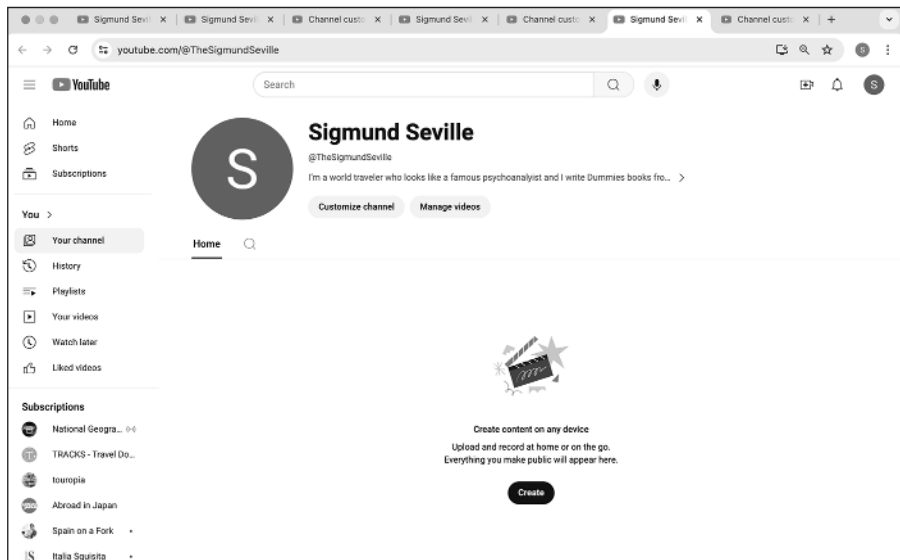 Sigmund Sevil
Sigmund Sevil
Channel custo
Sigmund Sevil
Channel custo
Sigmund Sevil
Channel custo
youtube.com/@TheSigmundSeville
S
YouTube
Search
S
Home
Shorts
Subscriptions
You
Your channel
History
Playlists
Your videos
Watch later
Liked videos
Subscriptions
National Geogra...
TRACKS - Travel Do...
touropia
Abroad in Japan
Spain on a Fork
Italia Squisita
S
Sigmund Seville
@TheSigmundSeville
I'm a world traveler who looks like a famous psychoanalyist and I write Dummies books fro...
Customize channel Manage videos
Home
Create content on any device
Upload and record at home or on the go.
Everything you make public will appear here.
Create